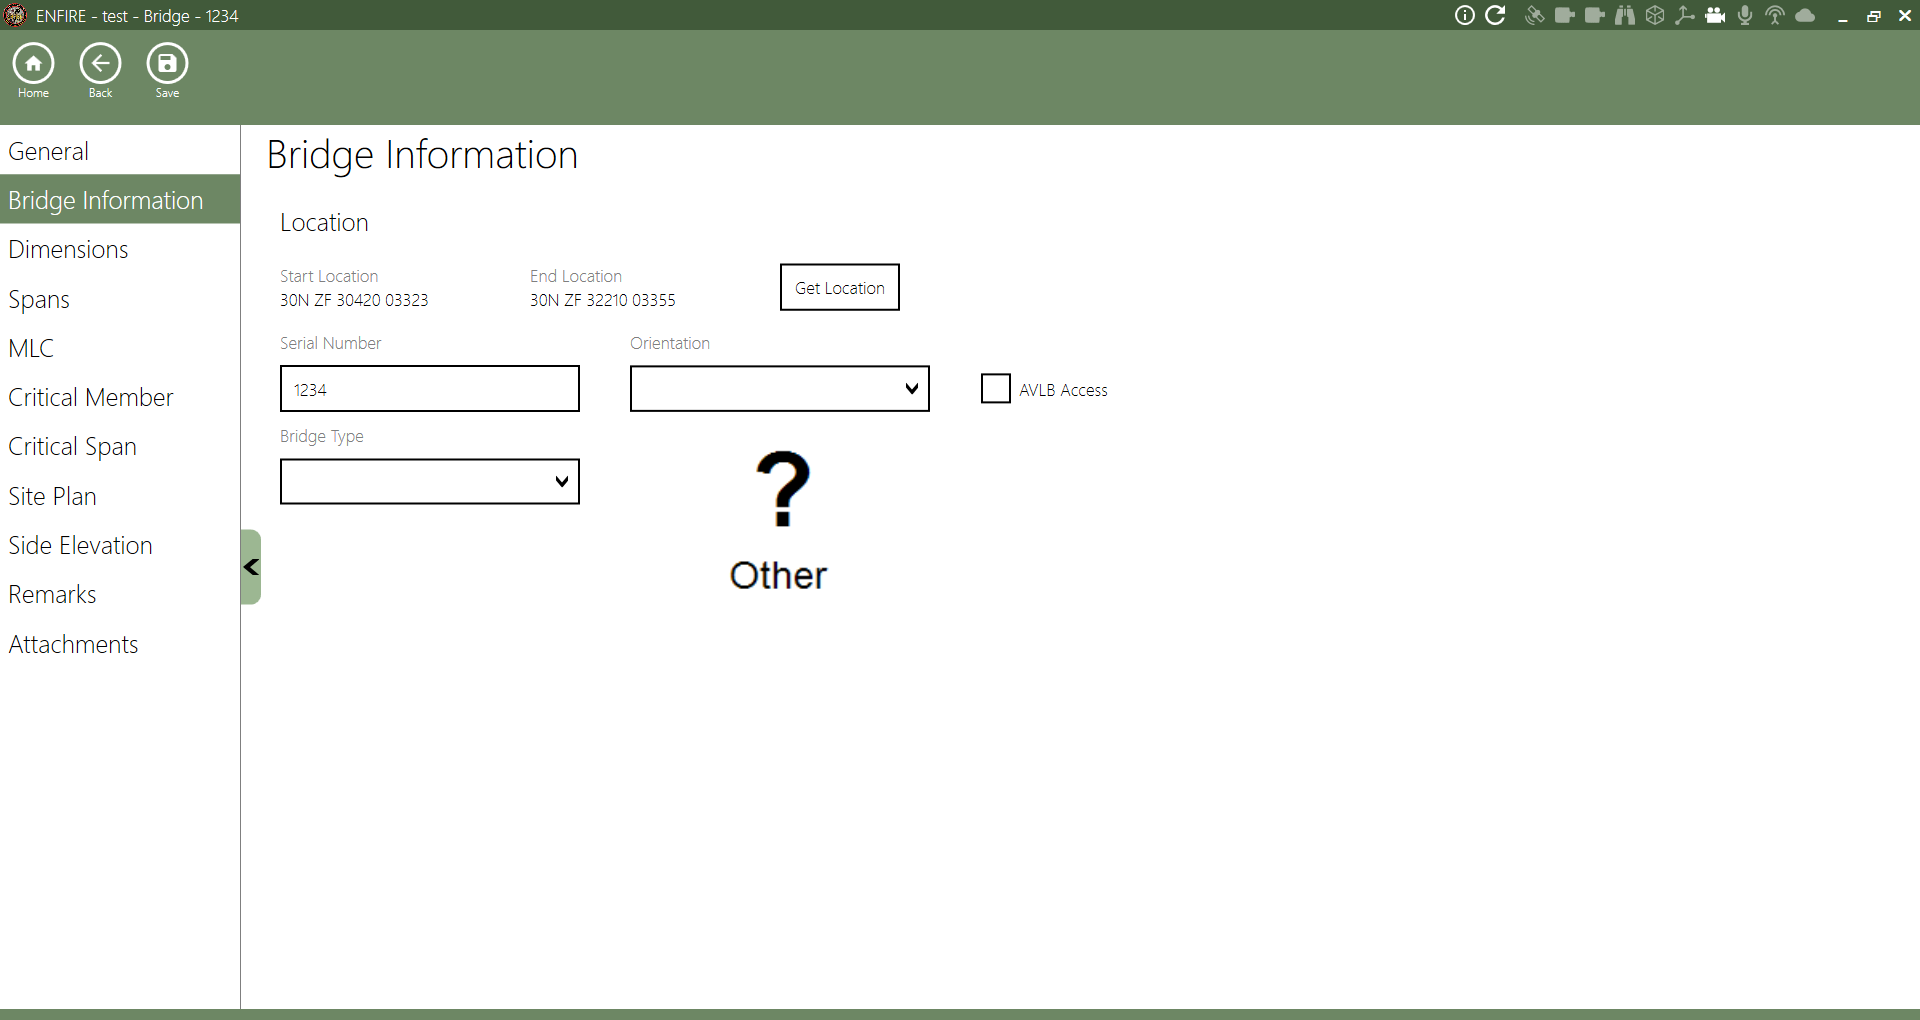 ENFIRE - test - Bridge - 1234
Home Back Save
General
Bridge Information
Dimensions
Spans
MLC
Critical Member
Critical Span
Site Plan
Side Elevation
Remarks
Attachments
Bridge Information
Location
Start Location End Location
30N ZF 30420 03323 30N ZF 32210 03355
Get Location
Serial Number Orientation
1234
AVLB Access
Bridge Type
?
Other